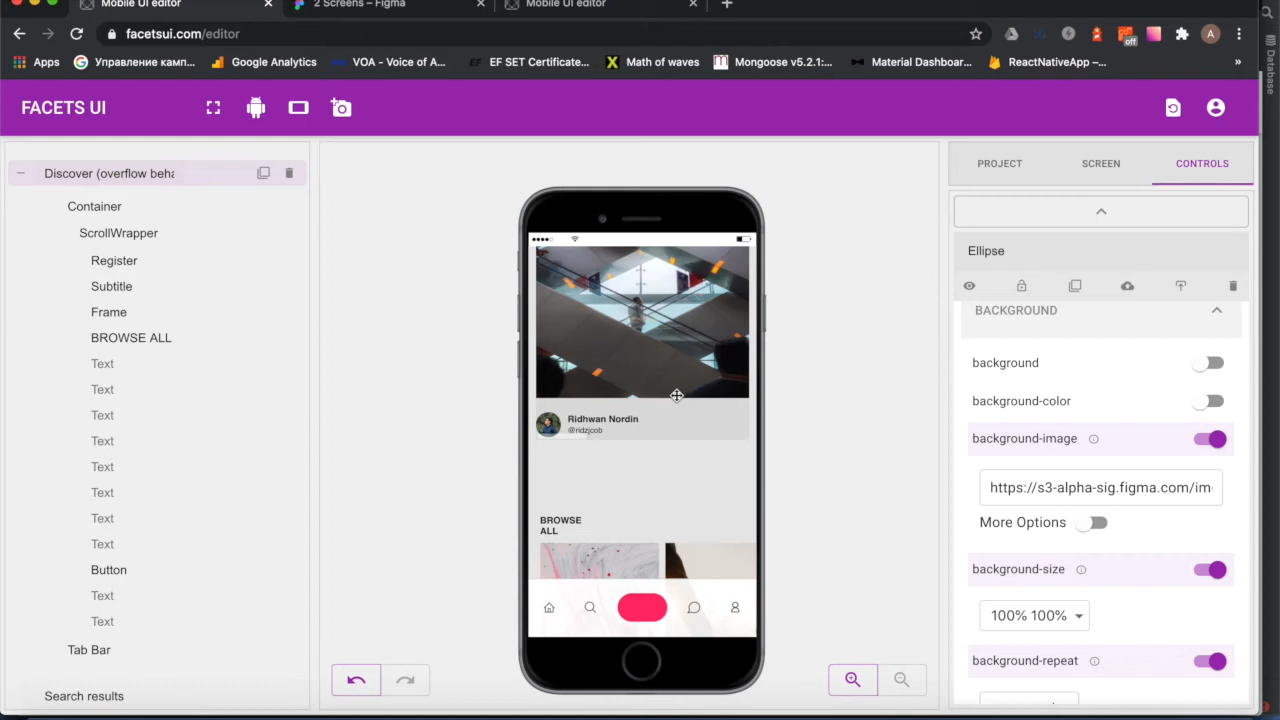 Mobile UI editor
2 Screens – Figma
Mobile UI editor
facetsui.com/editor
A
off
Apps
Управление камп...
Google Analytics
VOA - Voice of A...
EF SET Certificate...
Math of waves
Mongoose v5.2.1:...
Material Dashboar...
ReactNativeApp –...
»
Database
FACETS UI
Discover (overflow beha
Container
ScrollWrapper
Register
Subtitle
Frame
BROWSE ALL
Text
Text
Text
Text
Text
Text
Text
Text
Button
Text
Text
Tab Bar
Search results
Ridhwan Nordin
@ridzjcob
BROWSE
ALL
PROJECT
SCREEN
CONTROLS
Ellipse
BACKGROUND
background
background-color
background-image
https://s3-alpha-sig.figma.com/im
More Options
background-size
100% 100%
background-repeat